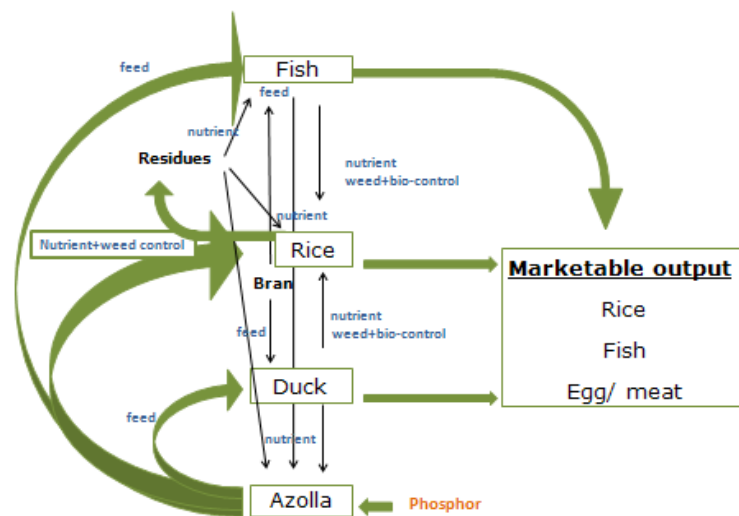 Fish
feed
feed
nutrient
Residues
nutrient
weed+bio-control
nutrient
Nutrient+weed control
Rice
Bran
Marketable output
Rice
Fish
Egg/ meat
nutrient
weed+bio-control
feed
Duck
feed
nutrient
Azolla
Phosphor